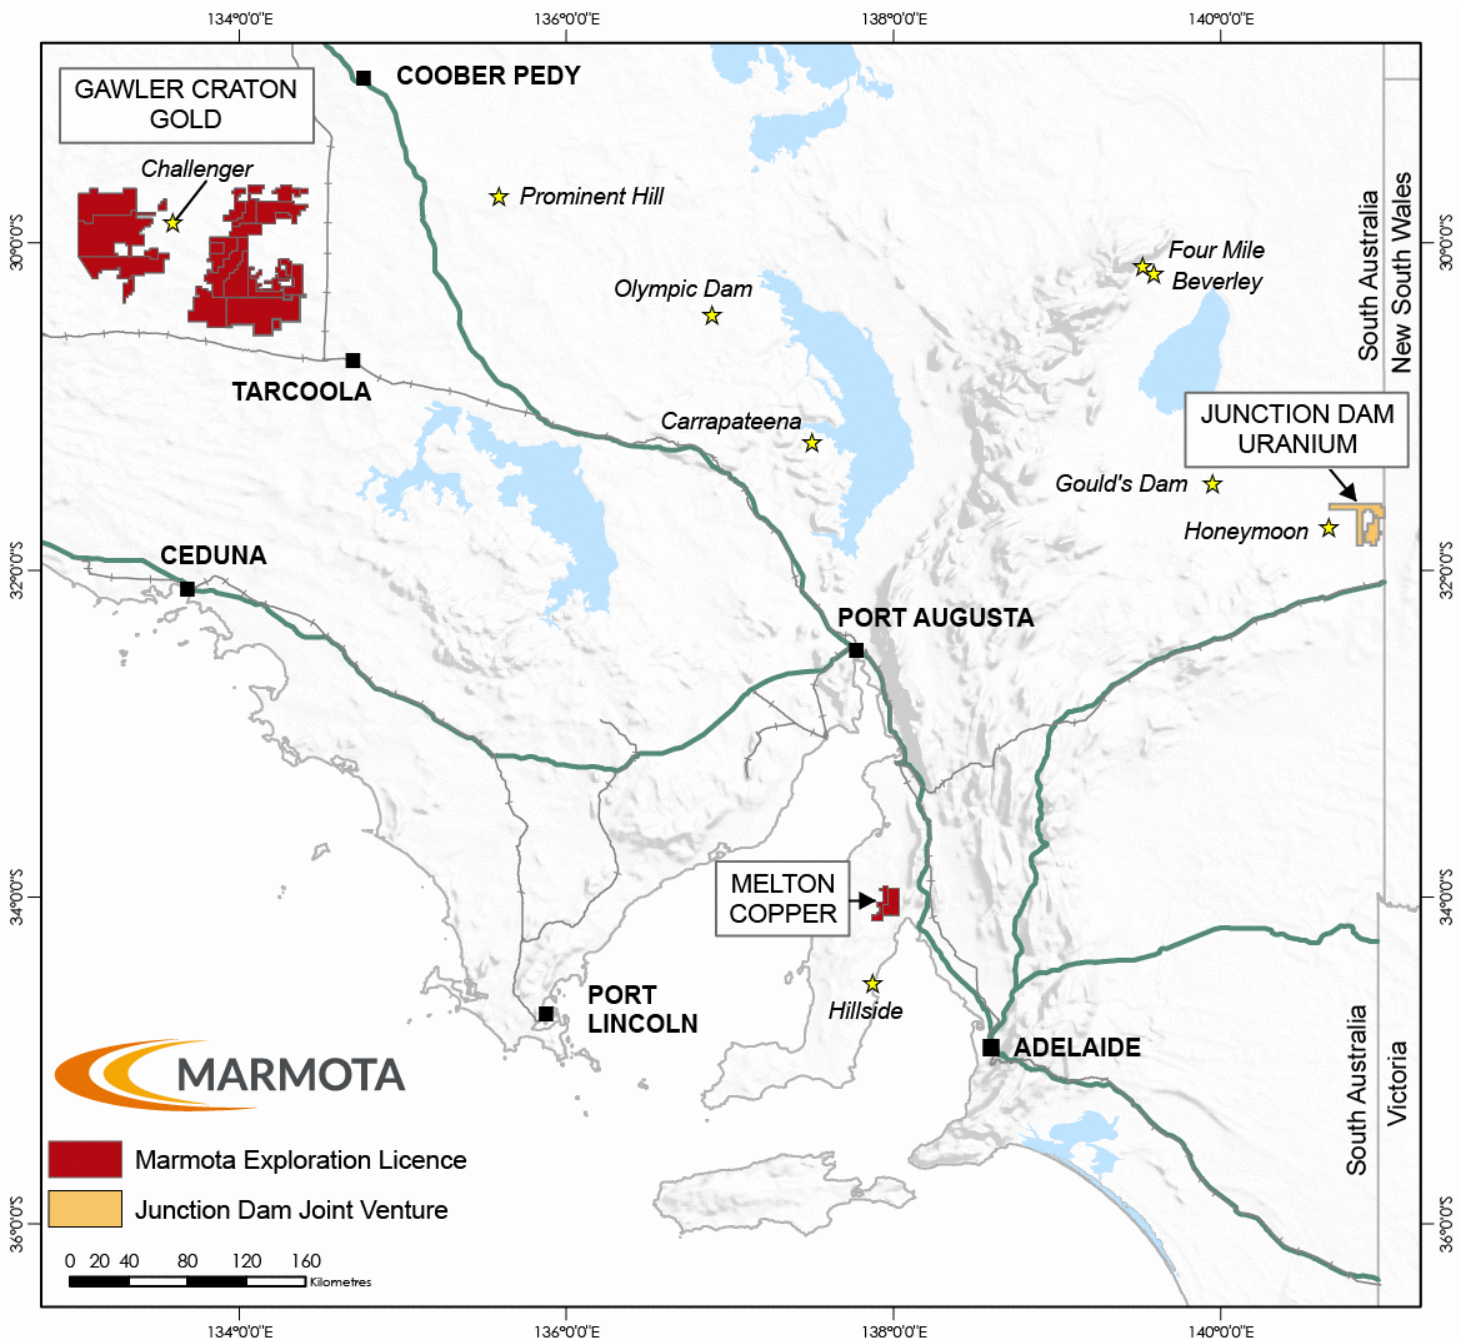 134°0'0"E
136°0'0"E
138°0'0"E
140°0'0"E
GAWLER CRATON
GOLD
COOBER PEDY
Challenger
Prominent Hill
South Australia
New South Wales
30°0'0"S
30°0'0"S
Four Mile
Beverley
Olympic Dam
TARCOOLA
Carrapateena
JUNCTION DAM
URANIUM
Gould's Dam
Honeymoon
CEDUNA
32°0'0"S
32°0'0"S
PORT AUGUSTA
MELTON
COPPER
34°0'0"S
34°0'0"S
PORT
LINCOLN
Hillside
ADELAIDE
South Australia
Victoria
MARMOTA
Marmota Exploration Licence
Junction Dam Joint Venture
36°0'0"S
36°0'0"S
0 20 40 80 120 160
Kilometres
134°0'0"E
136°0'0"E
138°0'0"E
140°0'0"E